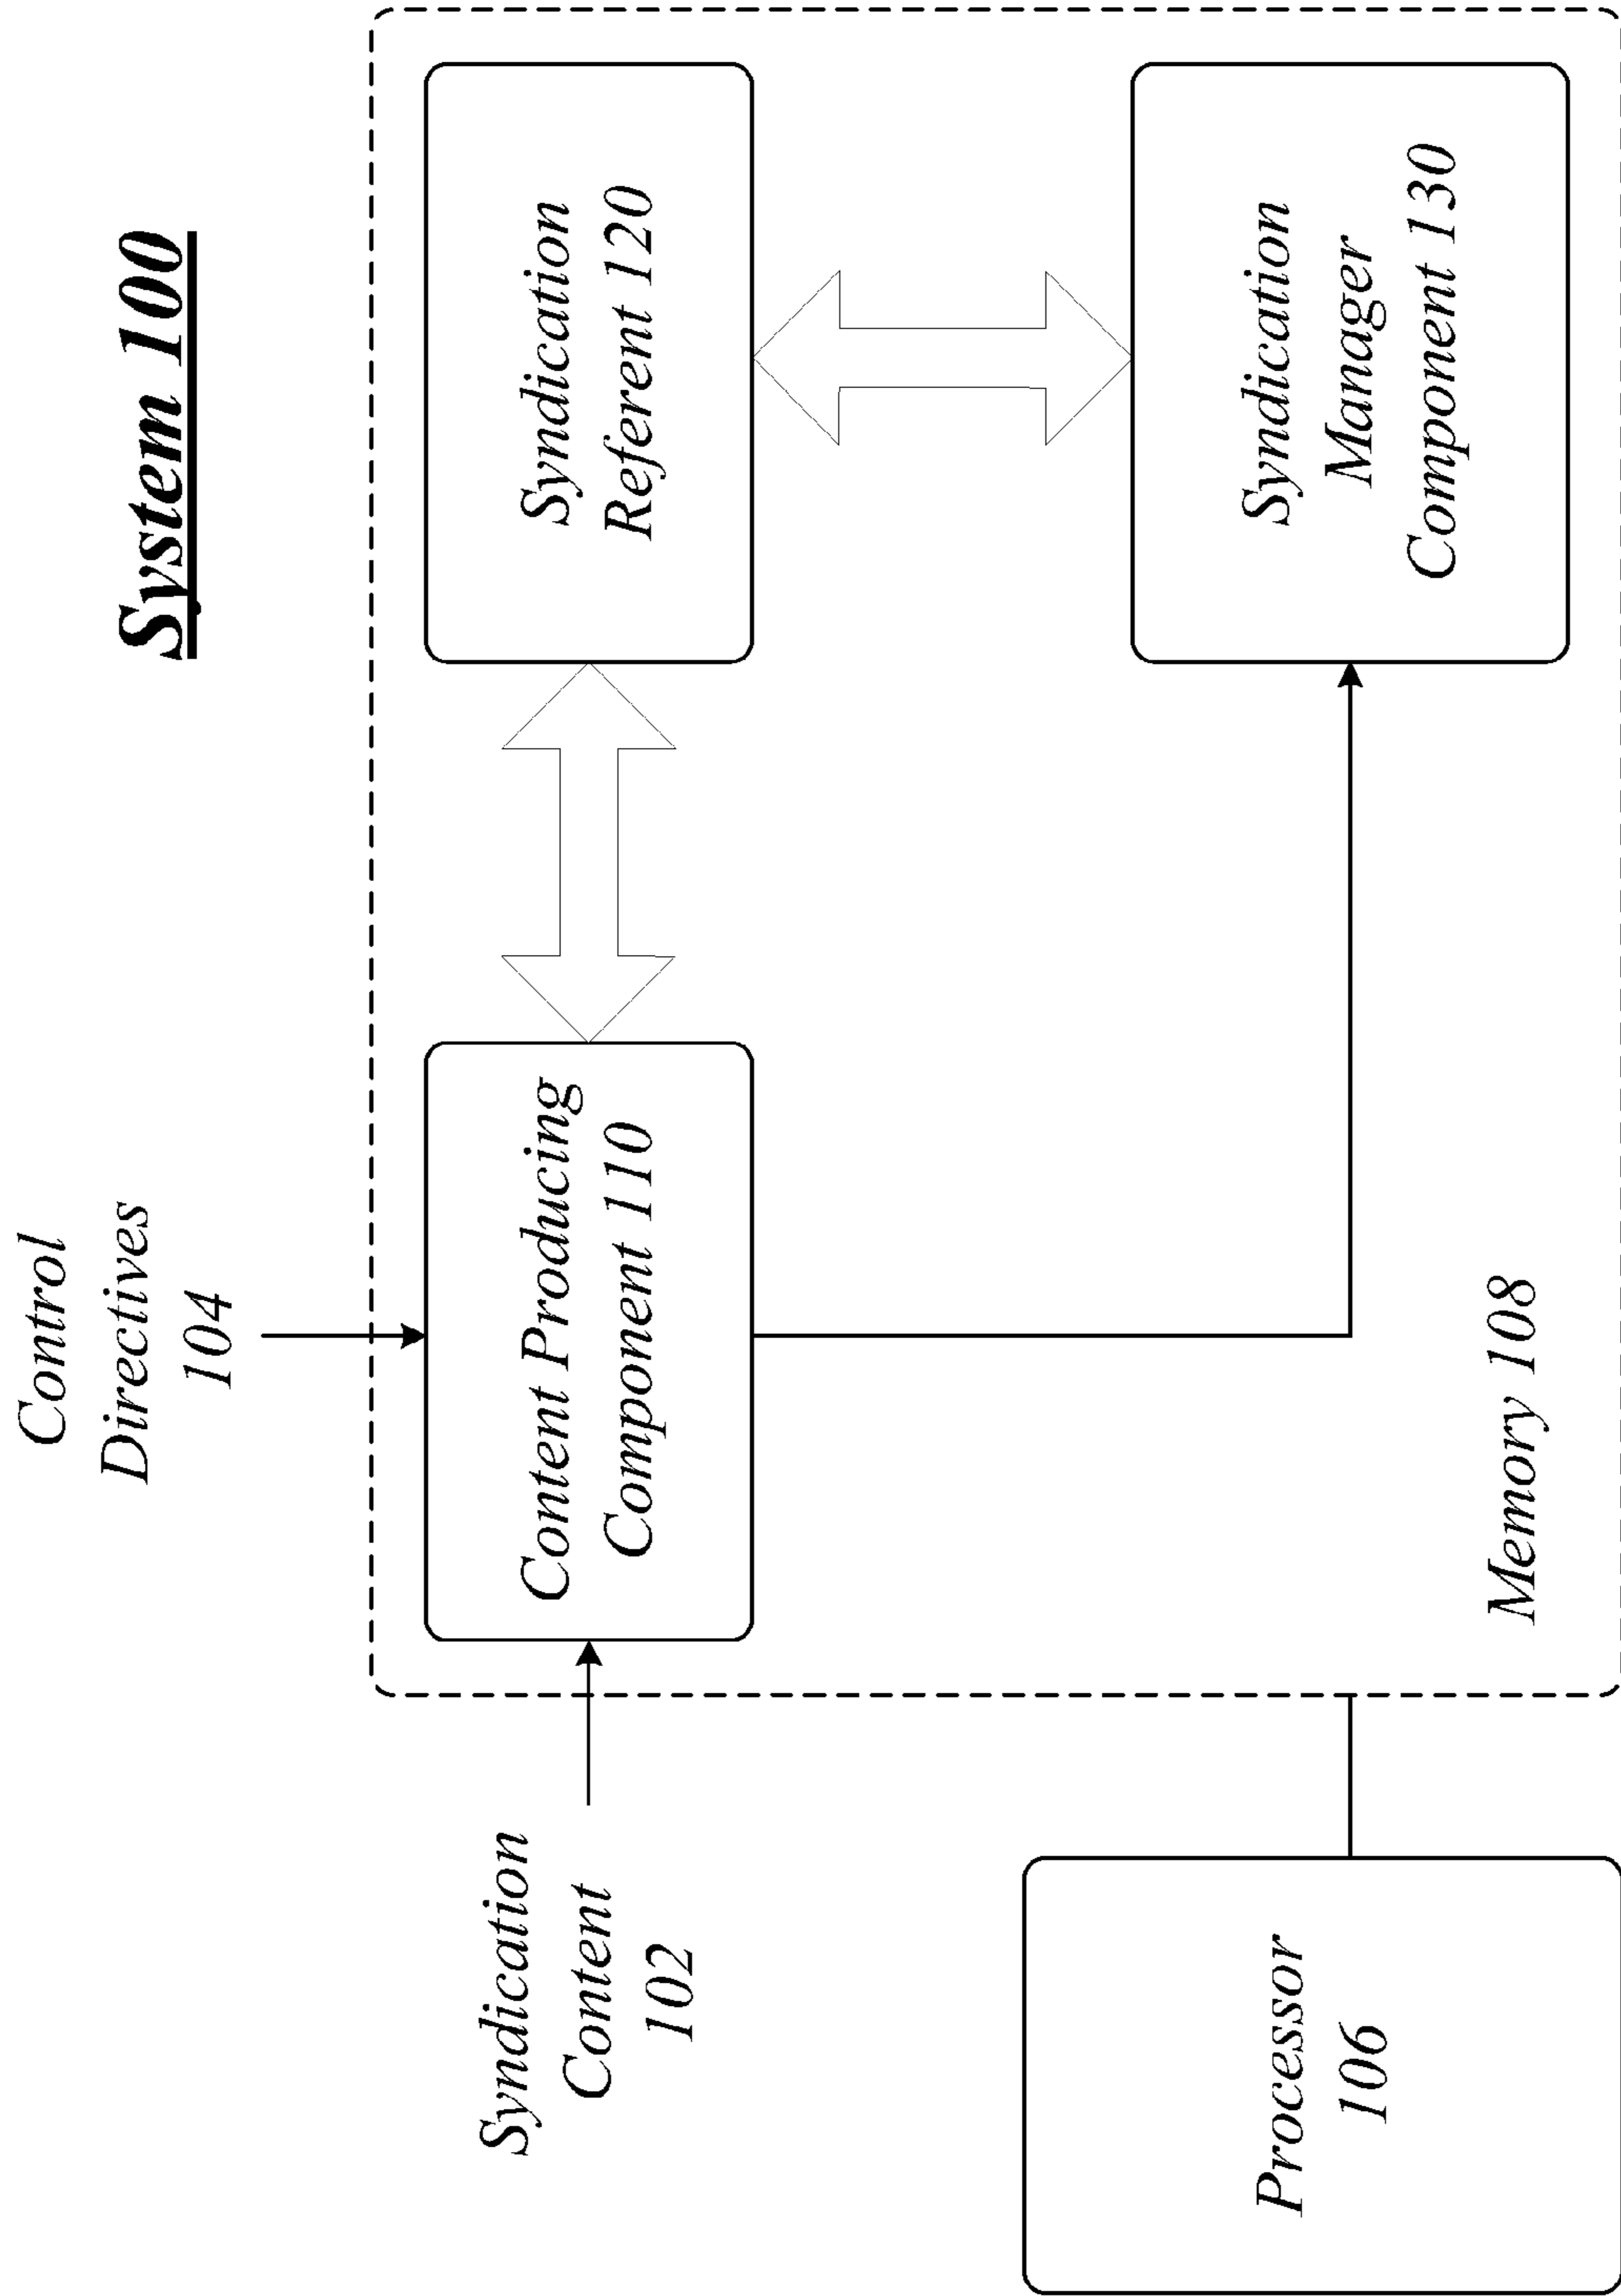 System 100
Control
Directives
104
Syndication
Content
102
Content Producing
Component 110
Syndication
Referent 120
Syndication
Manager
Component 130
Memory 108
Processor
106